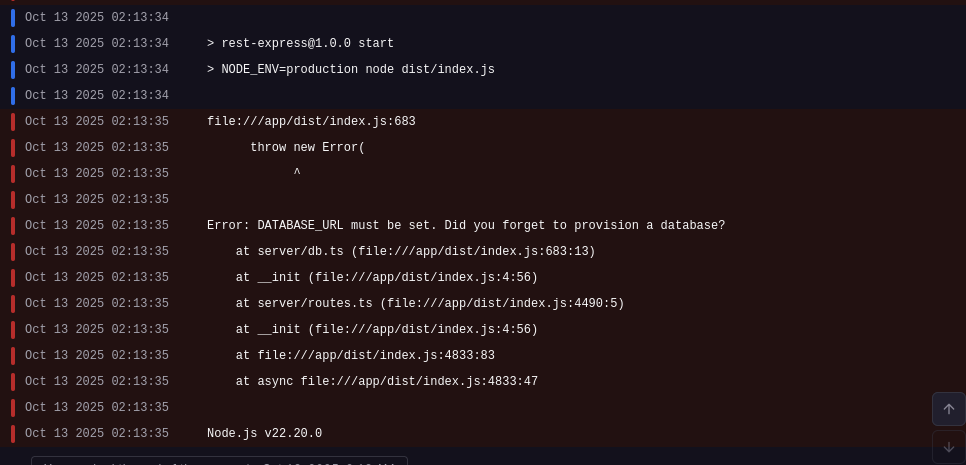 Oct 13 2025 02:13:34
Oct 13 2025 02:13:34 > rest-express@1.0.0 start
Oct 13 2025 02:13:34 > NODE_ENV=production node dist/index.js
Oct 13 2025 02:13:34
Oct 13 2025 02:13:35 file:///app/dist/index.js:683
Oct 13 2025 02:13:35 throw new Error(
Oct 13 2025 02:13:35 ^
Oct 13 2025 02:13:35
Oct 13 2025 02:13:35 Error: DATABASE_URL must be set. Did you forget to provision a database?
Oct 13 2025 02:13:35 at server/db.ts (file:///app/dist/index.js:683:13)
Oct 13 2025 02:13:35 at __init (file:///app/dist/index.js:4:56)
Oct 13 2025 02:13:35 at server/routes.ts (file:///app/dist/index.js:4490:5)
Oct 13 2025 02:13:35 at __init (file:///app/dist/index.js:4:56)
Oct 13 2025 02:13:35 at file:///app/dist/index.js:4833:83
Oct 13 2025 02:13:35 at async file:///app/dist/index.js:4833:47
Oct 13 2025 02:13:35
Oct 13 2025 02:13:35 Node.js v22.20.0